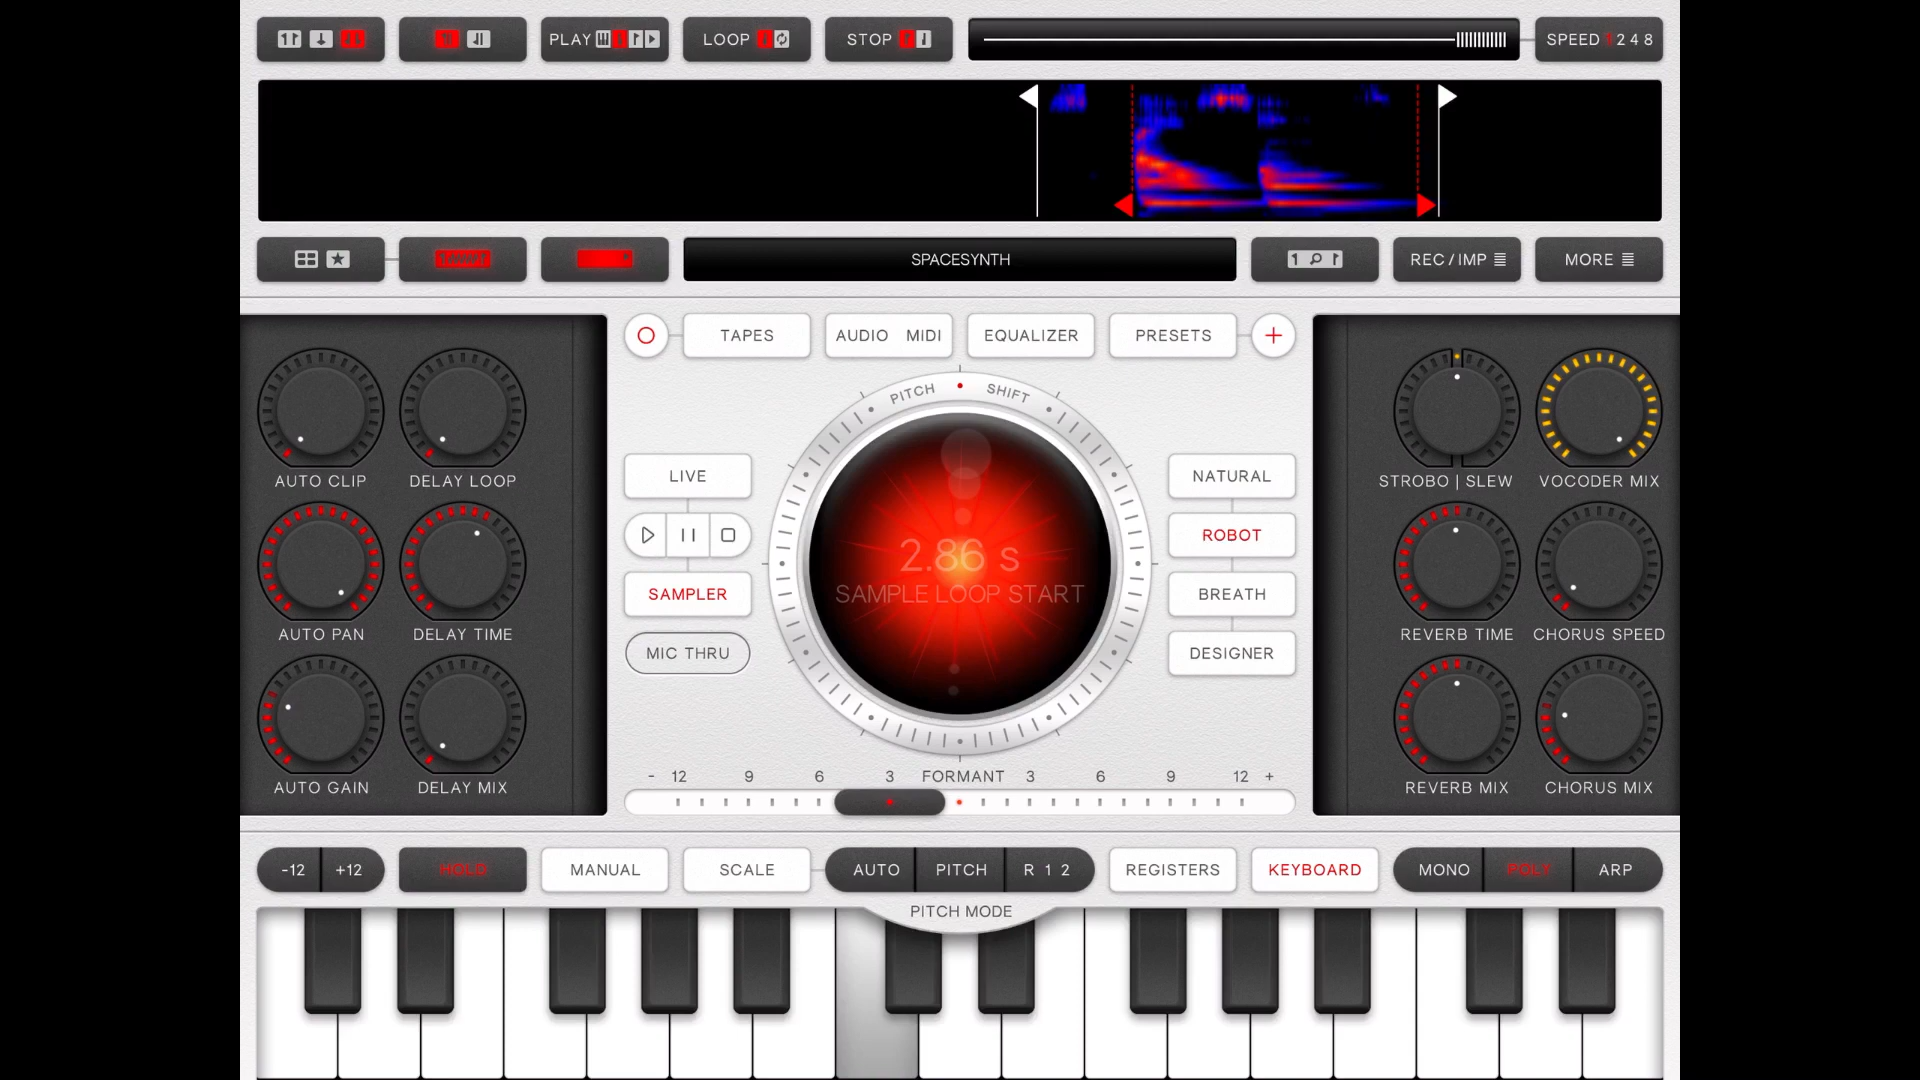 PLAY
LOOP
STOP
SPEED 1 2 4 8
SPACESYNTH
REC / IMP
MORE
TAPES
AUDIO MIDI
EQUALIZER
PRESETS
PITCH SHIFT
AUTO CLIP
DELAY LOOP
LIVE
NATURAL
STROBO | SLEW
VOCODER MIX
ROBOT
2.86 s
SAMPLE LOOP START
SAMPLER
BREATH
AUTO PAN
DELAY TIME
MIC THRU
DESIGNER
REVERB TIME
CHORUS SPEED
AUTO GAIN
DELAY MIX
- 12 9 6 3 FORMANT 3 6 9 12 +
REVERB MIX
CHORUS MIX
-12 +12
HOLD
MANUAL
SCALE
AUTO PITCH R 1 2
REGISTERS
KEYBOARD
MONO POLY ARP
PITCH MODE